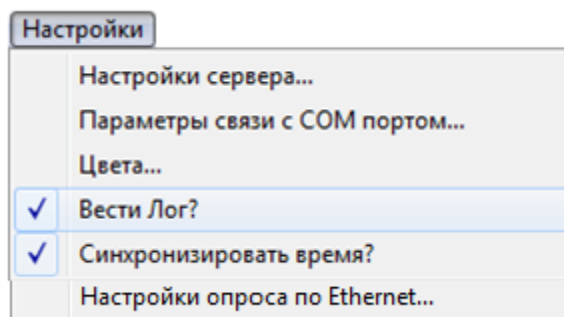 Настройки
Настройки сервера...
Параметры связи с COM портом...
Цвета...
Вести Лог?
Синхронизировать время?
Настройки опроса по Ethernet...